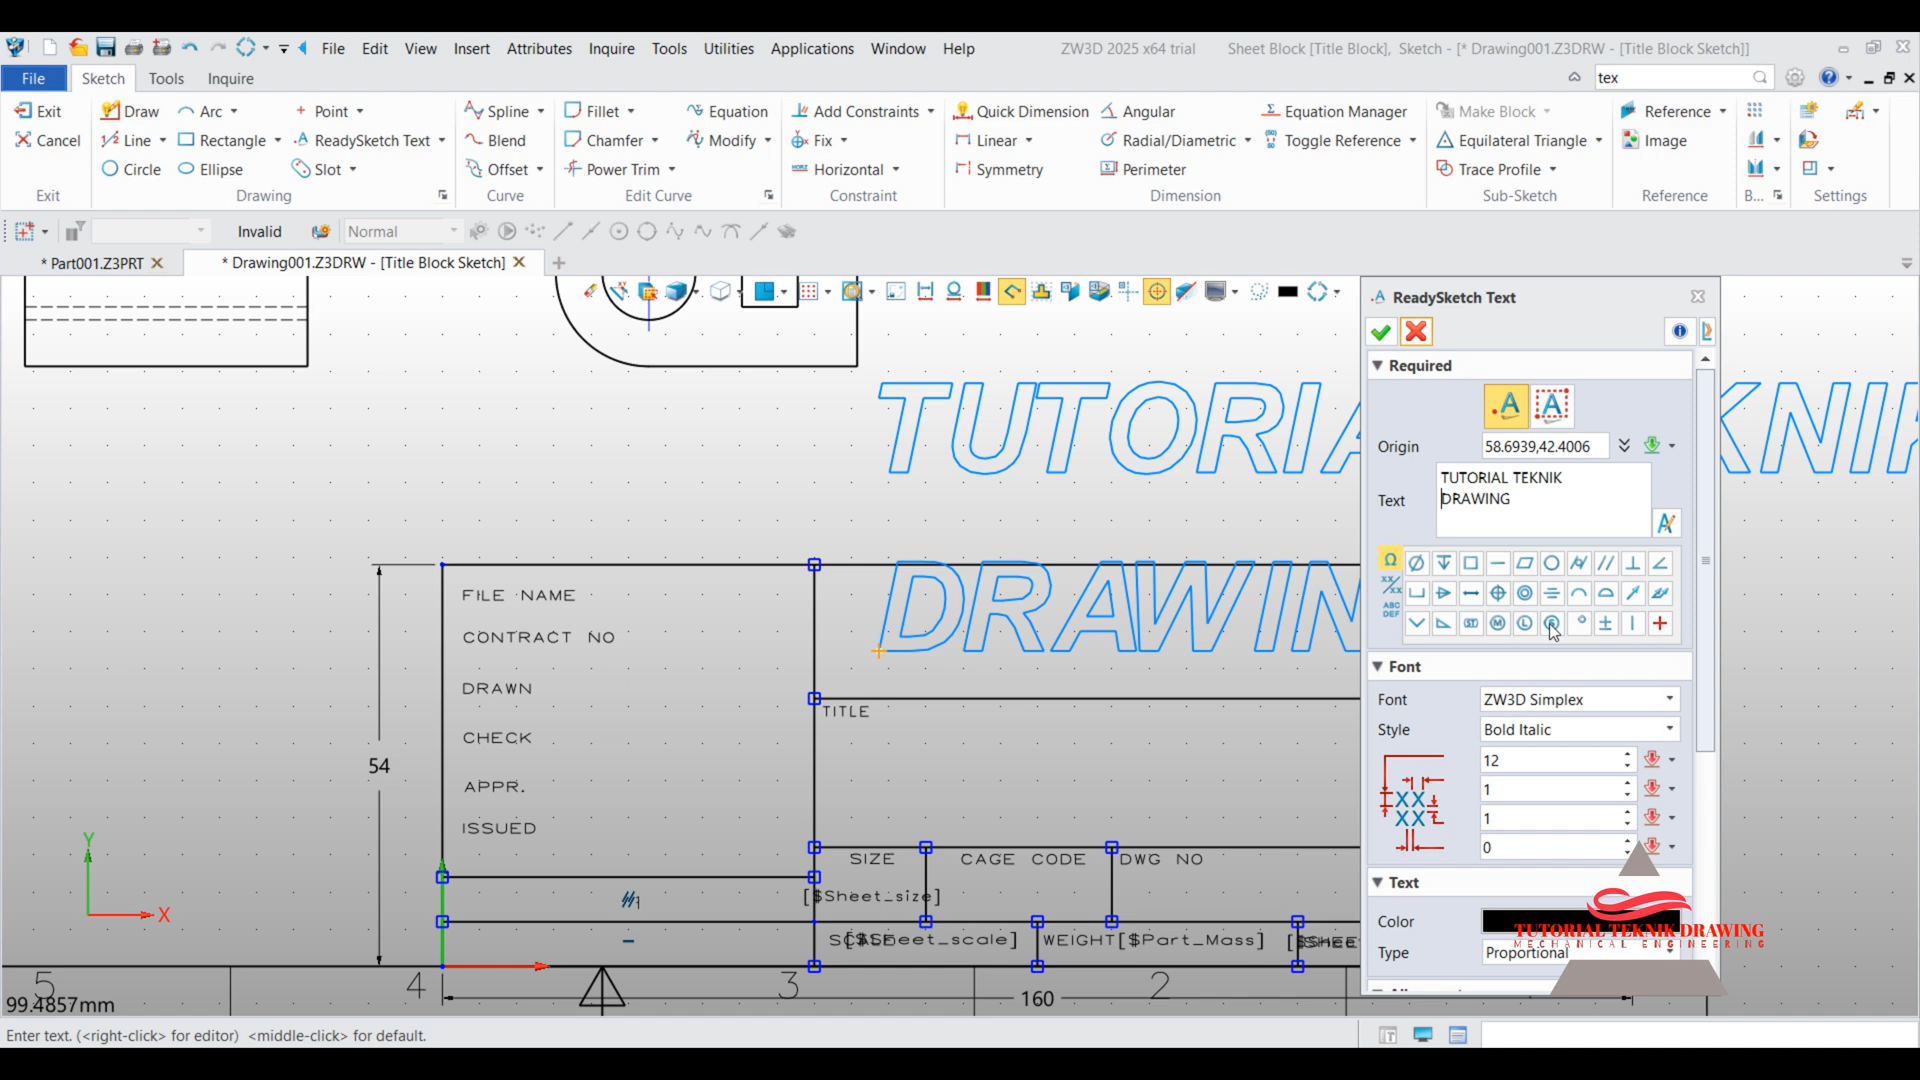 File Edit View Insert Attributes Inquire Tools Utilities Applications Window Help ZW3D 2025 x64 trial Sheet Block [Title Block], Sketch - [* Drawing001.Z3DRW - [Title Block Sketch]]
File Sketch Tools Inquire tex
Exit Draw Arc Point Spline Fillet Equation Add Constraints Quick Dimension Angular Equation Manager Make Block Reference
Cancel Line Rectangle ReadySketch Text Blend Chamfer Modify Fix Linear Radial/Diametric Toggle Reference Equilateral Triangle Image
Circle Ellipse Slot Offset Power Trim Horizontal Symmetry Perimeter Trace Profile
Exit Drawing Curve Edit Curve Constraint Dimension Sub-Sketch Reference B... Settings
Invalid Normal
* Part001.Z3PRT * Drawing001.Z3DRW - [Title Block Sketch]
ReadySketch Text
Required
Origin 58.6939,42.4006
Text
TUTORIAL TEKNIK
DRAWING
Font
Font ZW3D Simplex
Style Bold Italic
12
1
1
0
Text
Color
Type Proportional
TUTORIAL TEKNIK DRAWING
MECHANICAL ENGINEERING
FILE NAME
CONTRACT NO
DRAWN
CHECK
APPR.
ISSUED
TITLE
SIZE CAGE CODE DWG NO
[$Sheet_size]
[$Sheet_scale] WEIGHT[$Part_Mass]
54
160
5 4 3 2
Y
X
99.4857mm
Enter text. (<right-click> for editor) <middle-click> for default.